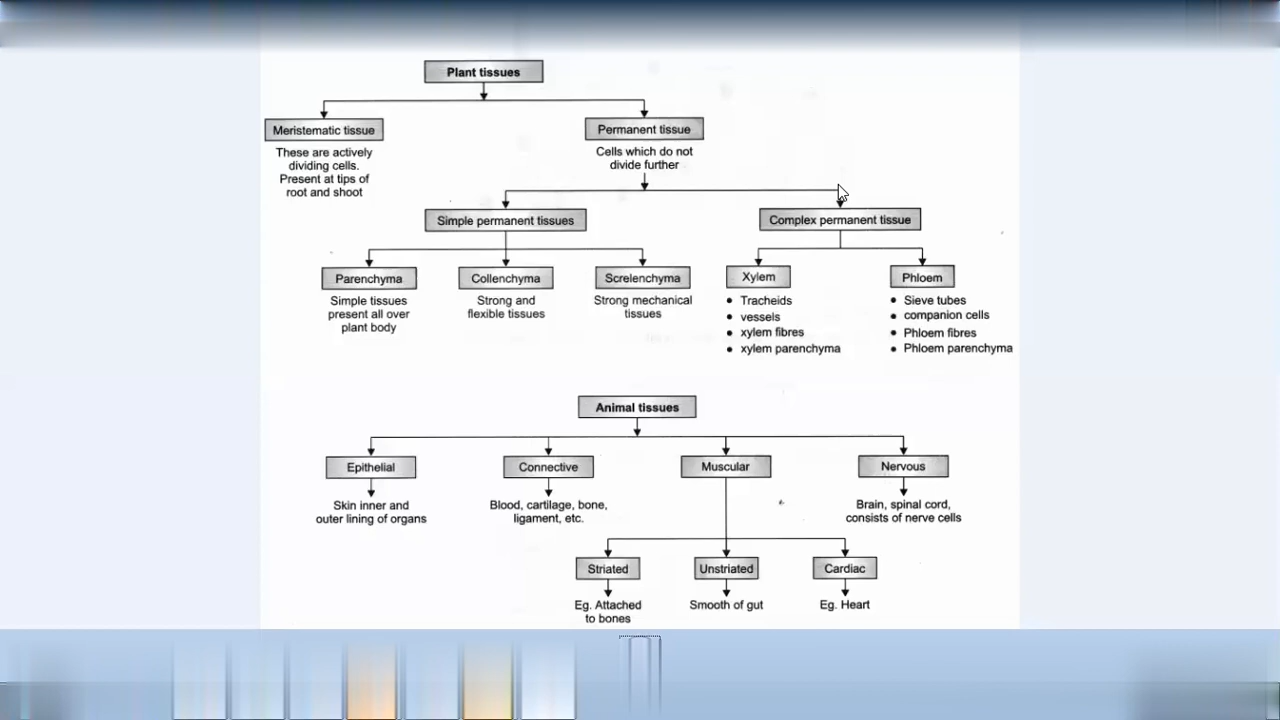 Plant tissues
Meristematic tissue
Permanent tissue
These are actively
dividing cells.
Present at tips of
root and shoot
Cells which do not
divide further
Simple permanent tissues
Complex permanent tissue
Parenchyma
Collenchyma
Screlenchyma
Xylem
Phloem
Simple tissues
present all over
plant body
Strong and
flexible tissues
Strong mechanical
tissues
• Tracheids
• vessels
• xylem fibres
• xylem parenchyma
• Sieve tubes
• companion cells
• Phloem fibres
• Phloem parenchyma
Animal tissues
Epithelial
Connective
Muscular
Nervous
Skin inner and
outer lining of organs
Blood, cartilage, bone,
ligament, etc.
Brain, spinal cord,
consists of nerve cells
Striated
Unstriated
Cardiac
Eg. Attached
to bones
Smooth of gut
Eg. Heart